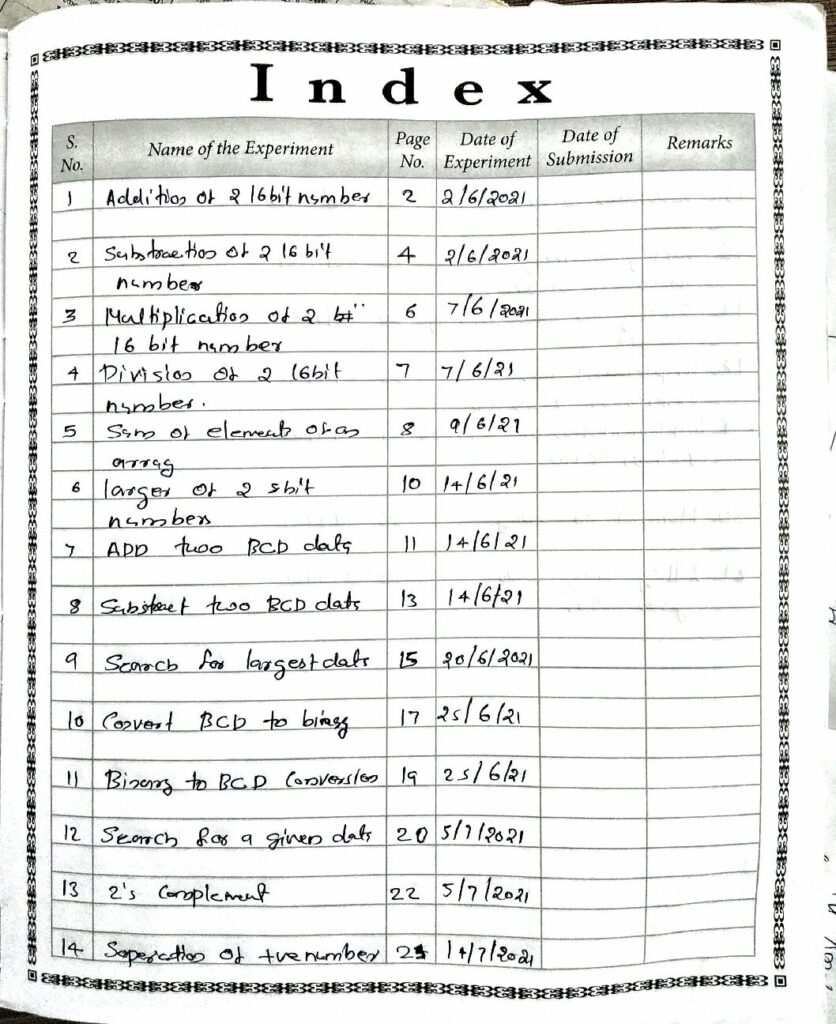 Index
S. No. Name of the Experiment Page No. Date of Experiment Date of Submission Remarks
1 Addition of 2 16bit number 2 2/6/2021
2 Substraction of 2 16 bit 4 2/6/2021
number
3 Multiplication of 2 6 7/6/2021
16 bit number
4 Division of 2 16bit 7 7/6/21
number.
5 Sum of elements of an 8 9/6/21
array
6 larger of 2 8bit 10 14/6/21
numbers
7 ADD two BCD data 11 14/6/21
8 Substract two BCD data 13 14/6/21
9 Search for largest data 15 20/6/2021
10 Convert BCD to binary 17 25/6/21
11 Binary to BCD Conversion 19 25/6/21
12 Search for a given data 20 5/7/2021
13 2's Complement 22 5/7/2021
14 Seperation of +ve number 14/7/2021